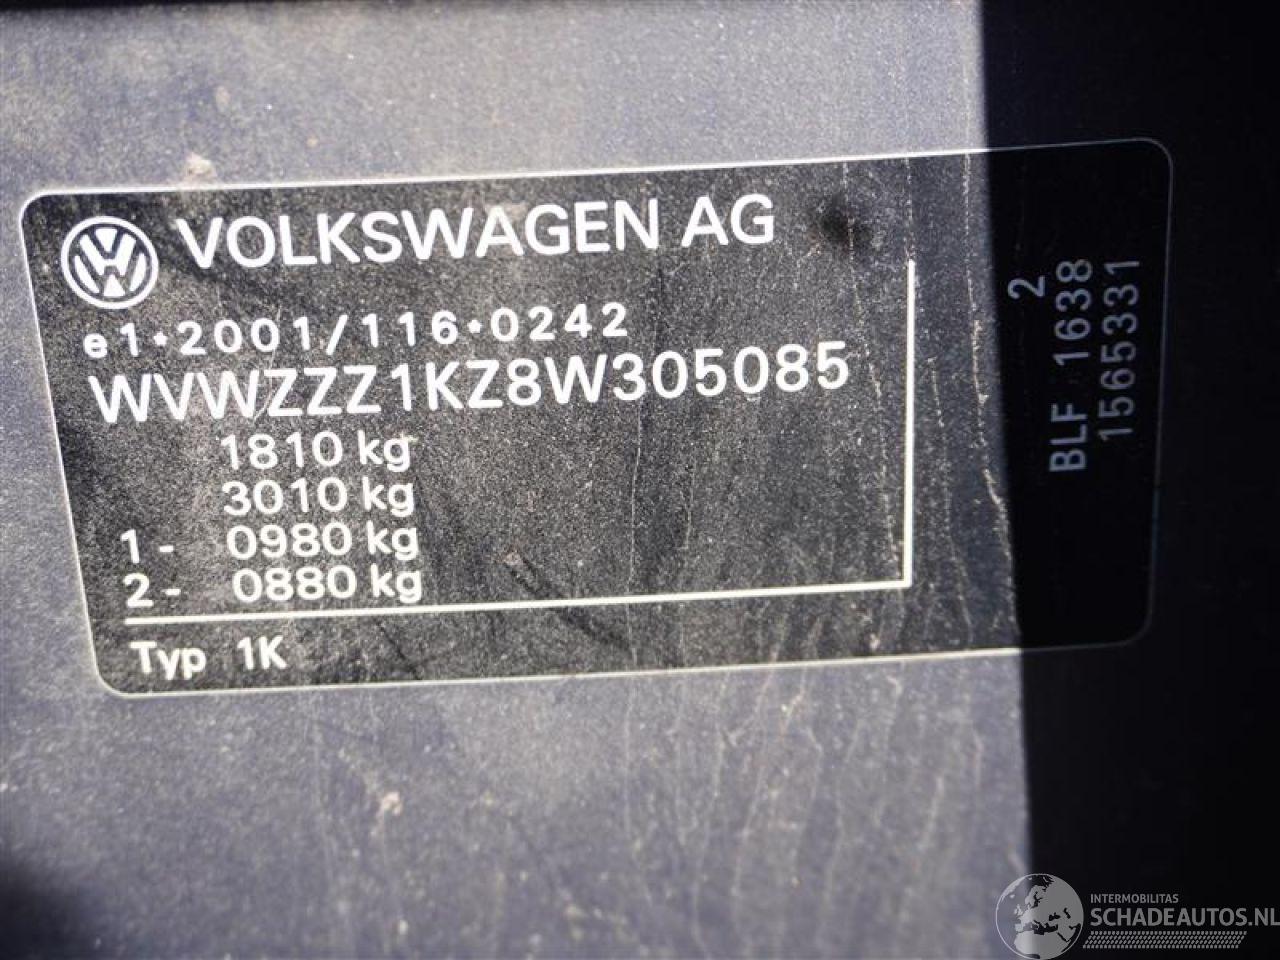 VOLKSWAGEN AG
e1*2001/116*0242
WVWZZZ1KZ8W305085
1810 kg
3010 kg
1- 0980 kg
2- 0880 kg
Typ 1K
2
BLF 1638
1565331
INTERMOBILITAS
SCHADEAUTOS.NL